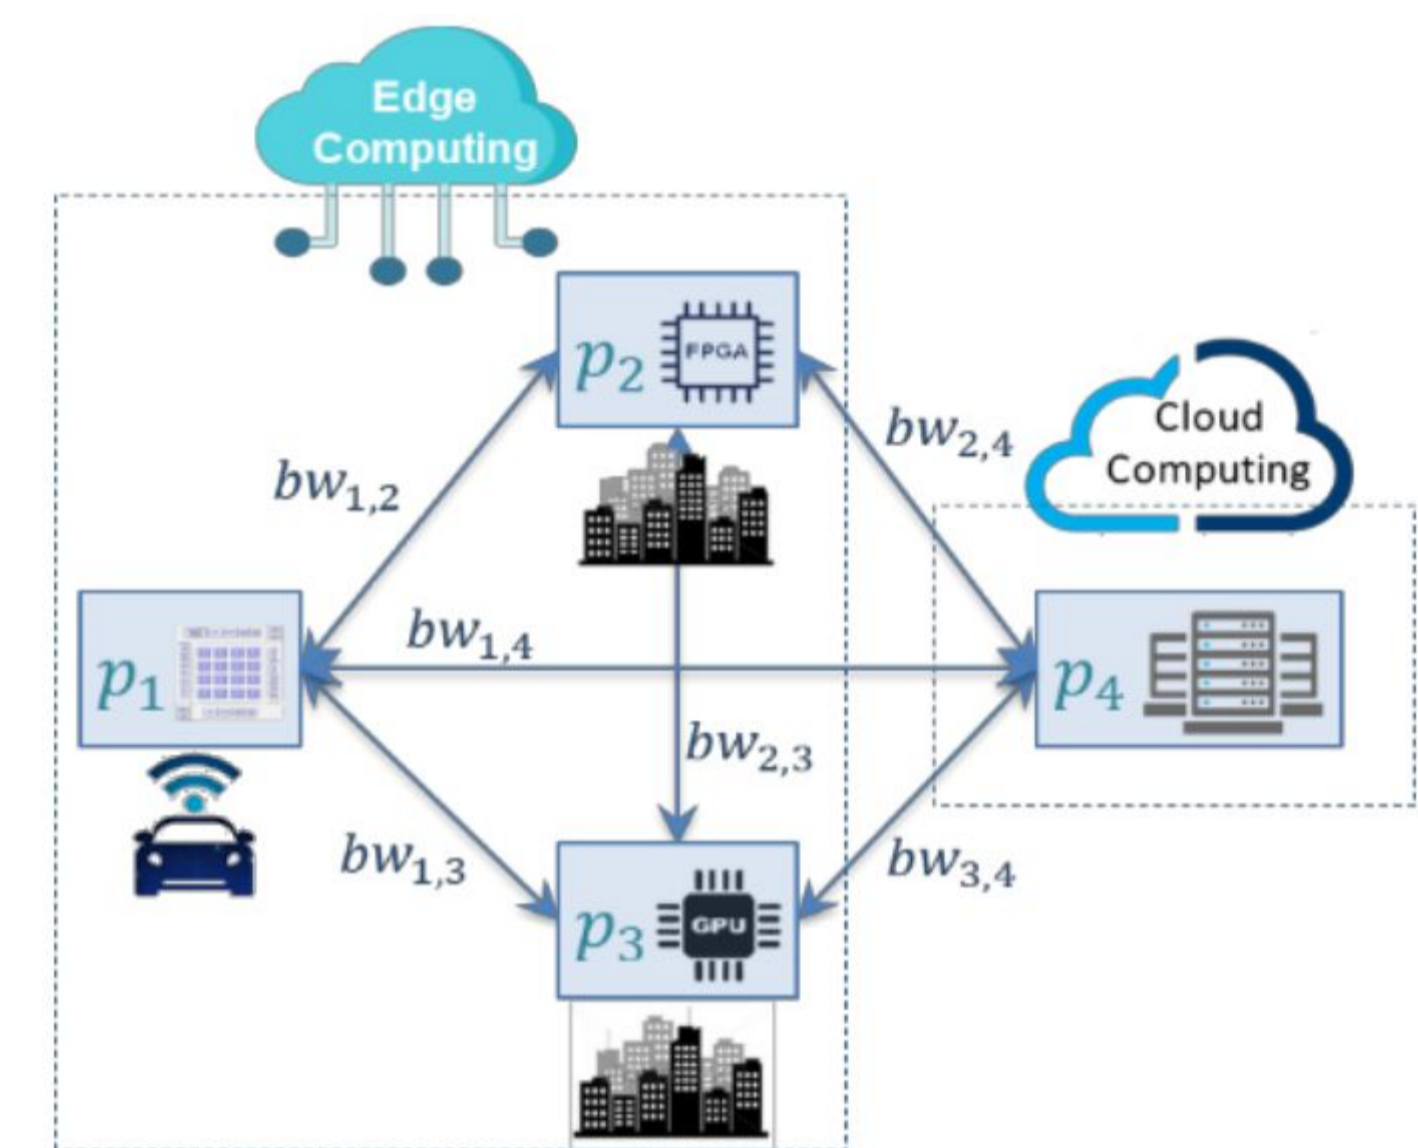 Edge
Computing
p₂
FPGA
bw₂,₄
Cloud
Computing
bw₁,₂
bw₁,₄
p₁
p₄
bw₂,₃
bw₁,₃
bw₃,₄
p₃
GPU